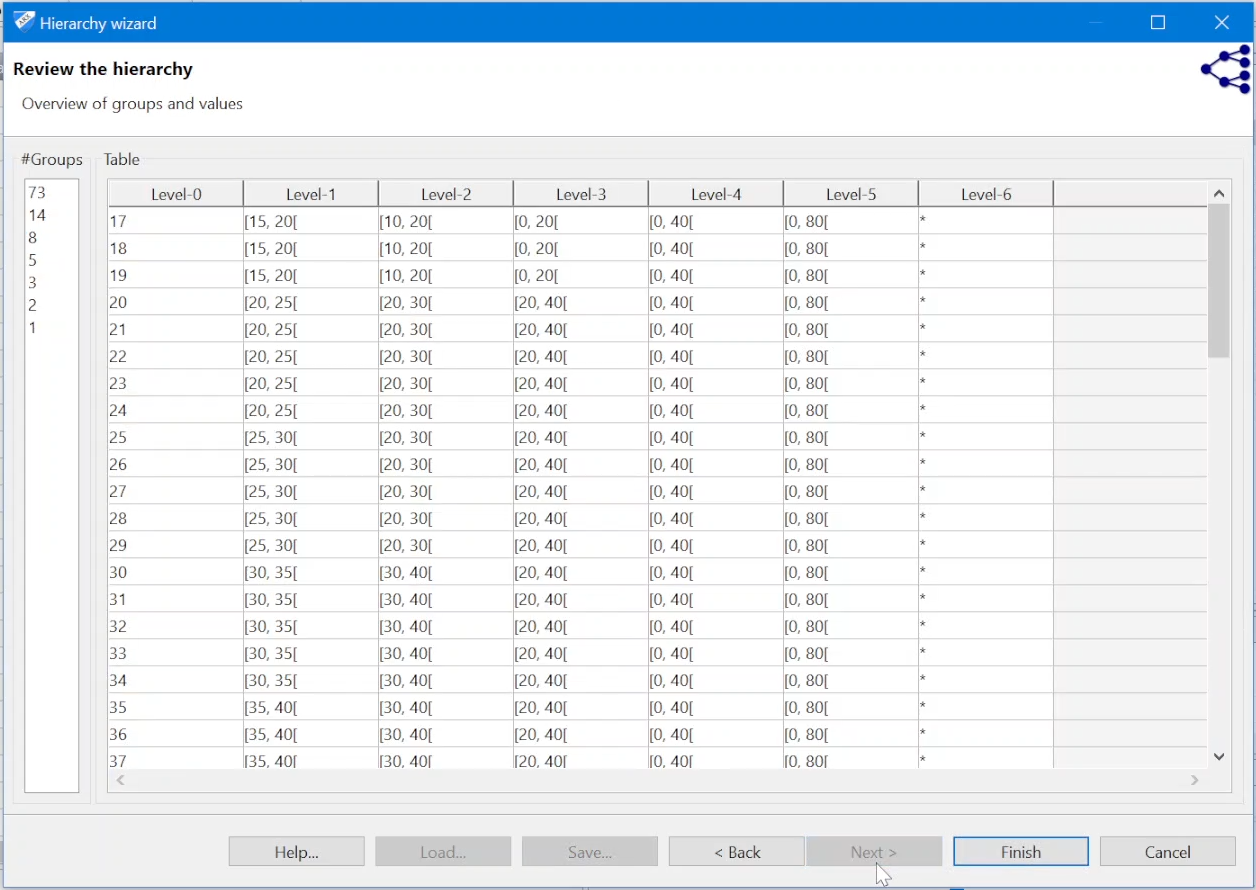 Hierarchy wizard
Review the hierarchy
Overview of groups and values
#Groups
73
14
8
5
3
2
1
Table
Level-0 Level-1 Level-2 Level-3 Level-4 Level-5 Level-6
17 [15, 20[ [10, 20[ [0, 20[ [0, 40[ [0, 80[ *
18 [15, 20[ [10, 20[ [0, 20[ [0, 40[ [0, 80[ *
19 [15, 20[ [10, 20[ [0, 20[ [0, 40[ [0, 80[ *
20 [20, 25[ [20, 30[ [20, 40[ [0, 40[ [0, 80[ *
21 [20, 25[ [20, 30[ [20, 40[ [0, 40[ [0, 80[ *
22 [20, 25[ [20, 30[ [20, 40[ [0, 40[ [0, 80[ *
23 [20, 25[ [20, 30[ [20, 40[ [0, 40[ [0, 80[ *
24 [20, 25[ [20, 30[ [20, 40[ [0, 40[ [0, 80[ *
25 [25, 30[ [20, 30[ [20, 40[ [0, 40[ [0, 80[ *
26 [25, 30[ [20, 30[ [20, 40[ [0, 40[ [0, 80[ *
27 [25, 30[ [20, 30[ [20, 40[ [0, 40[ [0, 80[ *
28 [25, 30[ [20, 30[ [20, 40[ [0, 40[ [0, 80[ *
29 [25, 30[ [20, 30[ [20, 40[ [0, 40[ [0, 80[ *
30 [30, 35[ [30, 40[ [20, 40[ [0, 40[ [0, 80[ *
31 [30, 35[ [30, 40[ [20, 40[ [0, 40[ [0, 80[ *
32 [30, 35[ [30, 40[ [20, 40[ [0, 40[ [0, 80[ *
33 [30, 35[ [30, 40[ [20, 40[ [0, 40[ [0, 80[ *
34 [30, 35[ [30, 40[ [20, 40[ [0, 40[ [0, 80[ *
35 [35, 40[ [30, 40[ [20, 40[ [0, 40[ [0, 80[ *
36 [35, 40[ [30, 40[ [20, 40[ [0, 40[ [0, 80[ *
37 [35, 40[ [30, 40[ [20, 40[ [0, 40[ [0, 80[ *
Help... Load... Save... < Back Next > Finish Cancel